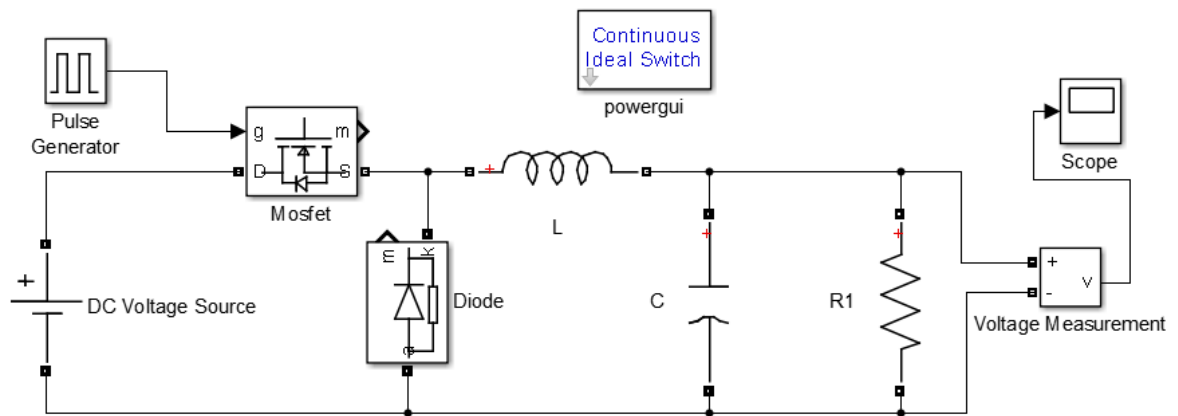 Continuous
Ideal Switch
powergui
Pulse
Generator
g
m
D
S
Mosfet
Scope
L
m
k
a
Diode
DC Voltage Source
+
C
R1
+
-
v
Voltage Measurement
+
+
+